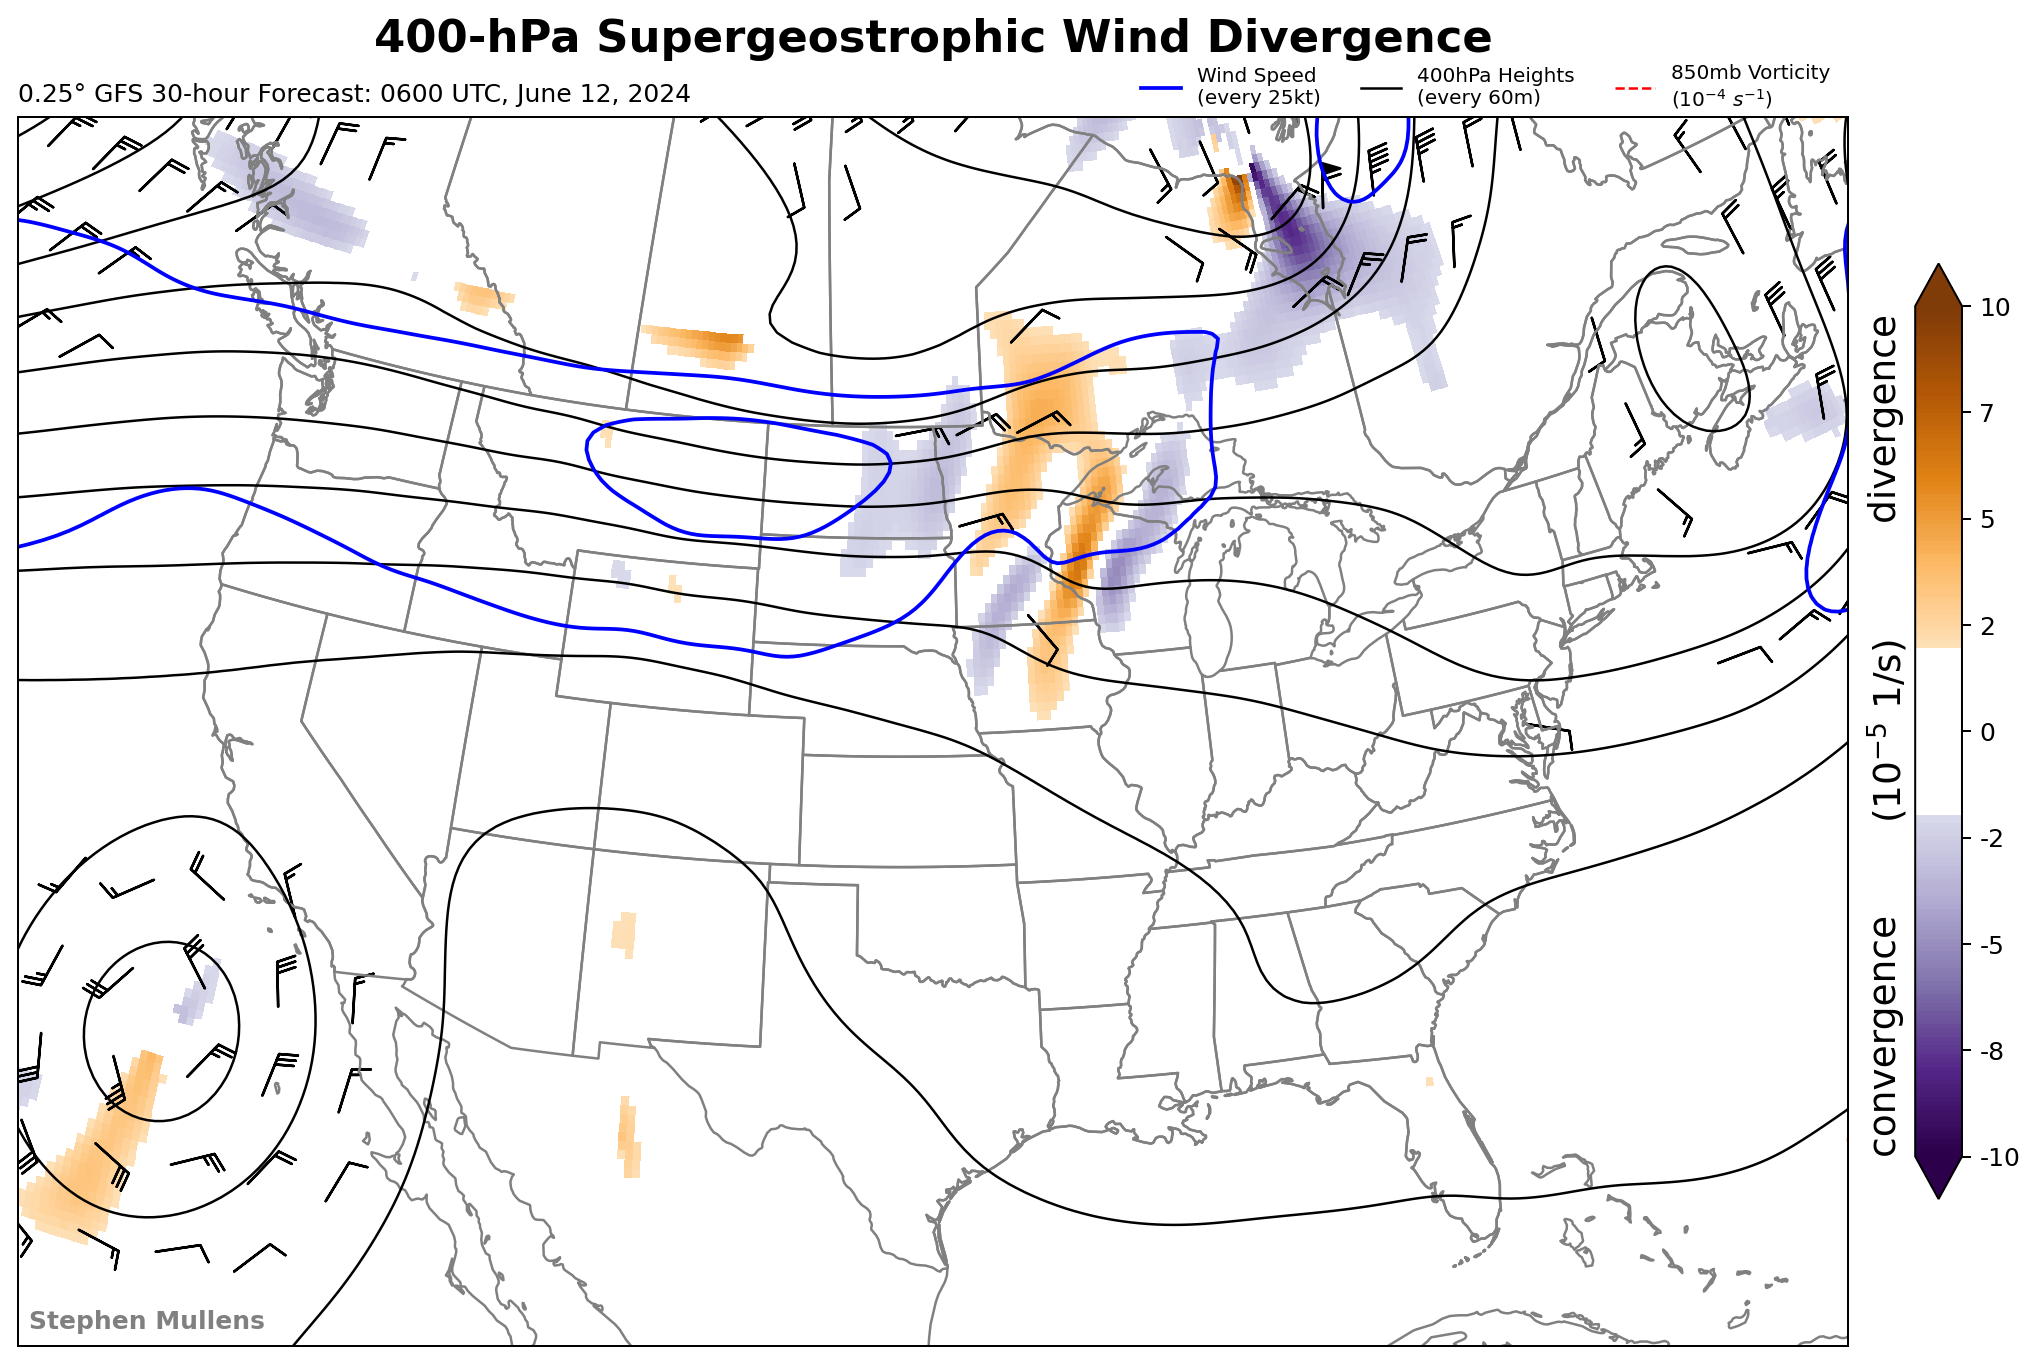 400-hPa Supergeostrophic Wind Divergence
0.25° GFS 30-hour Forecast: 0600 UTC, June 12, 2024
Wind Speed
(every 25kt)
400hPa Heights
(every 60m)
850mb Vorticity
(10⁻⁴ s⁻¹)
10
7
5
2
0
-2
-5
-8
-10
convergence (10⁻⁵ 1/s) divergence
Stephen Mullens